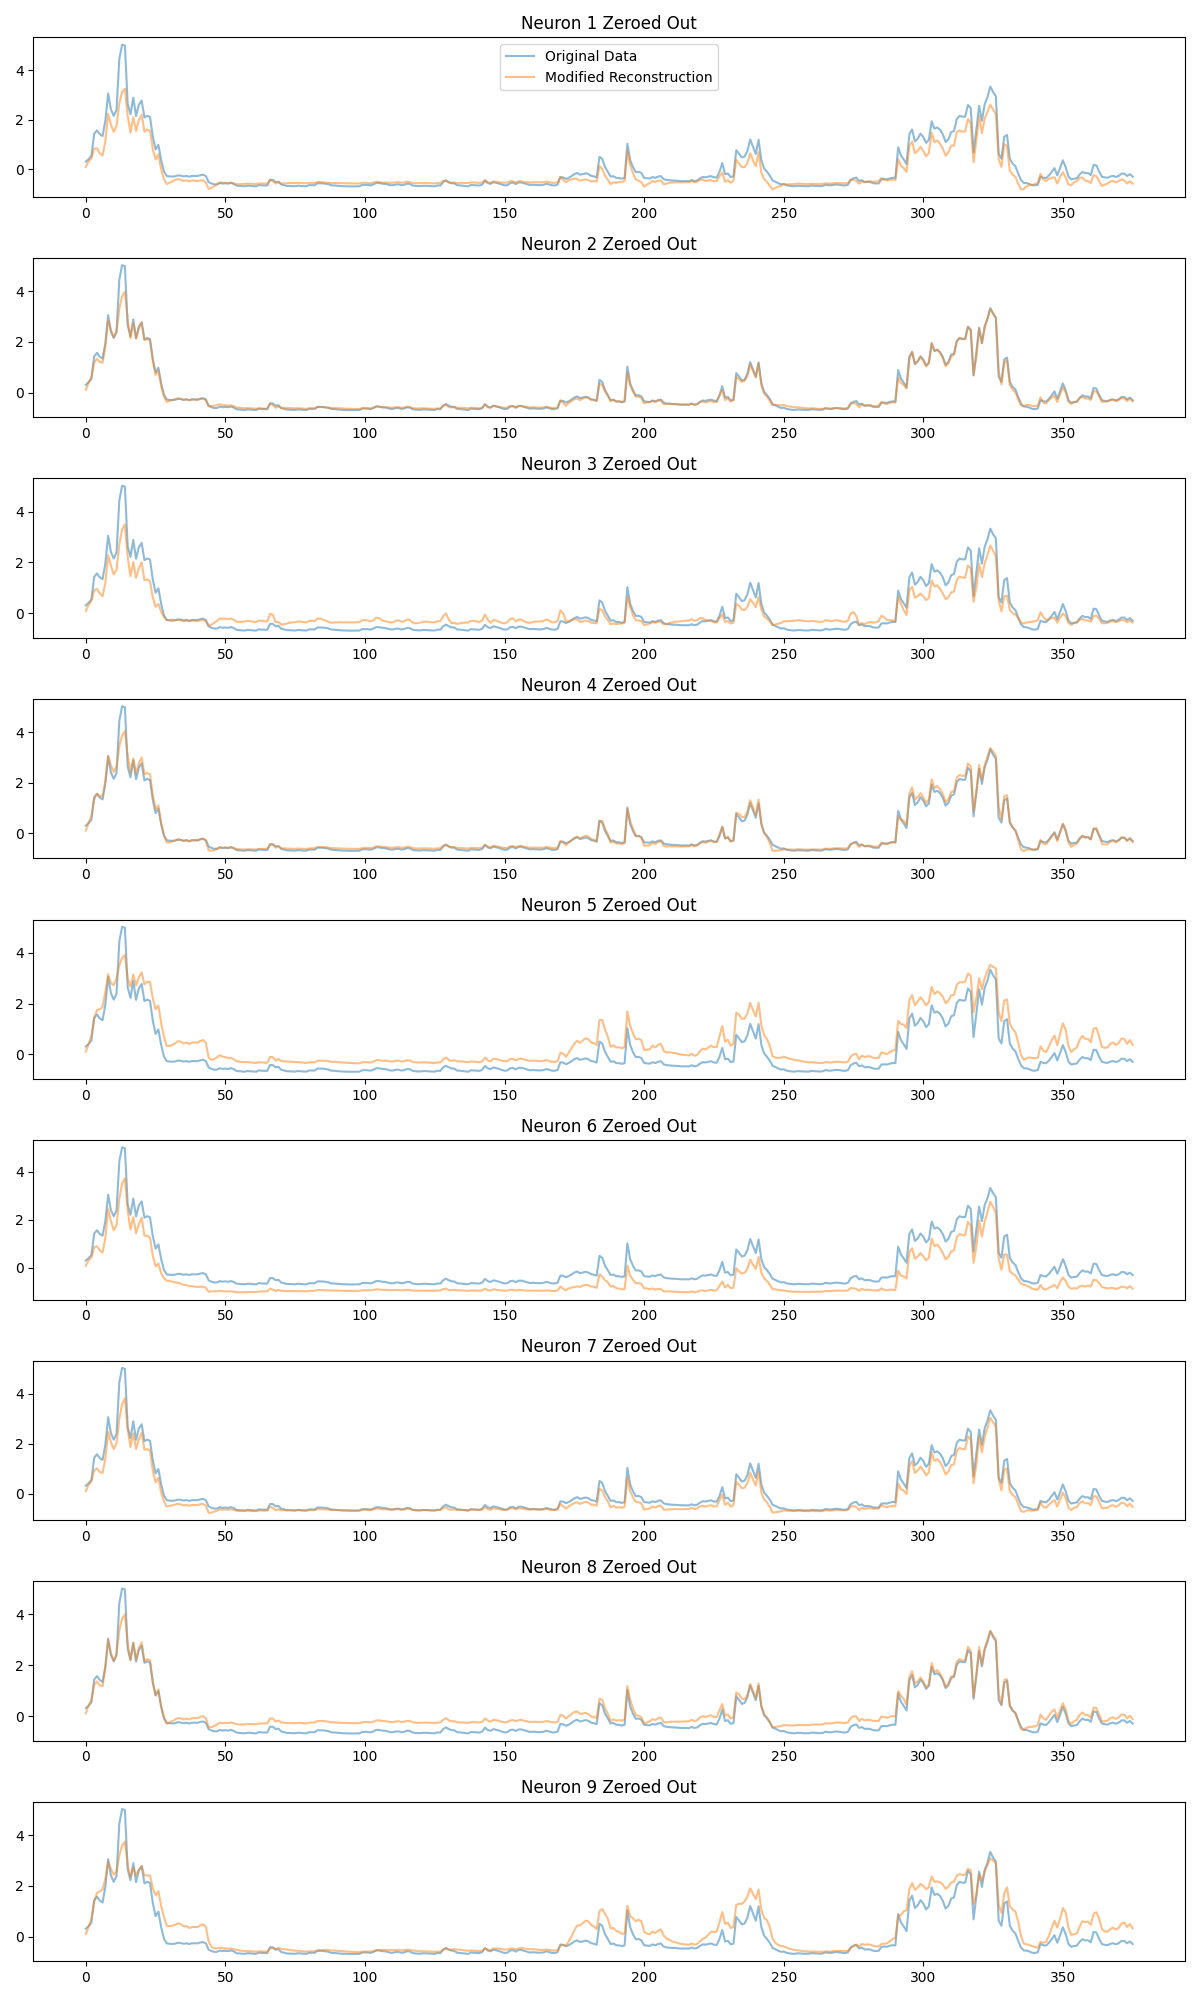 Neuron 1 Zeroed Out
Original Data
Modified Reconstruction
4
2
0
0 50 100 150 200 250 300 350
Neuron 2 Zeroed Out
4
2
0
0 50 100 150 200 250 300 350
Neuron 3 Zeroed Out
4
2
0
0 50 100 150 200 250 300 350
Neuron 4 Zeroed Out
4
2
0
0 50 100 150 200 250 300 350
Neuron 5 Zeroed Out
4
2
0
0 50 100 150 200 250 300 350
Neuron 6 Zeroed Out
4
2
0
0 50 100 150 200 250 300 350
Neuron 7 Zeroed Out
4
2
0
0 50 100 150 200 250 300 350
Neuron 8 Zeroed Out
4
2
0
0 50 100 150 200 250 300 350
Neuron 9 Zeroed Out
4
2
0
0 50 100 150 200 250 300 350